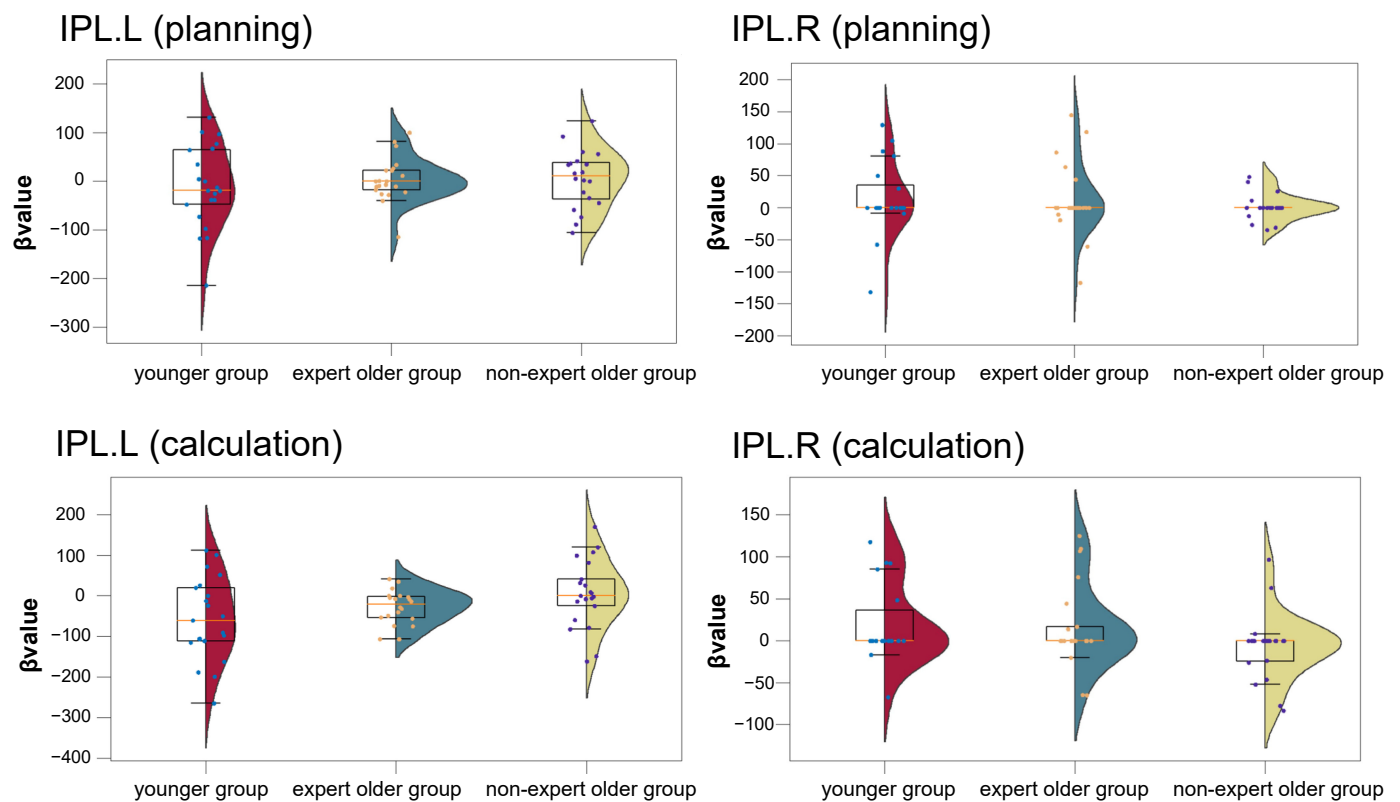 IPL.L (planning)
βvalue
200
100
0
−100
−200
−300
younger group
expert older group
non-expert older group
IPL.R (planning)
βvalue
200
150
100
50
0
−50
−100
−150
−200
younger group
expert older group
non-expert older group
IPL.L (calculation)
βvalue
200
100
0
−100
−200
−300
−400
younger group
expert older group
non-expert older group
IPL.R (calculation)
βvalue
150
100
50
0
−50
−100
younger group
expert older group
non-expert older group